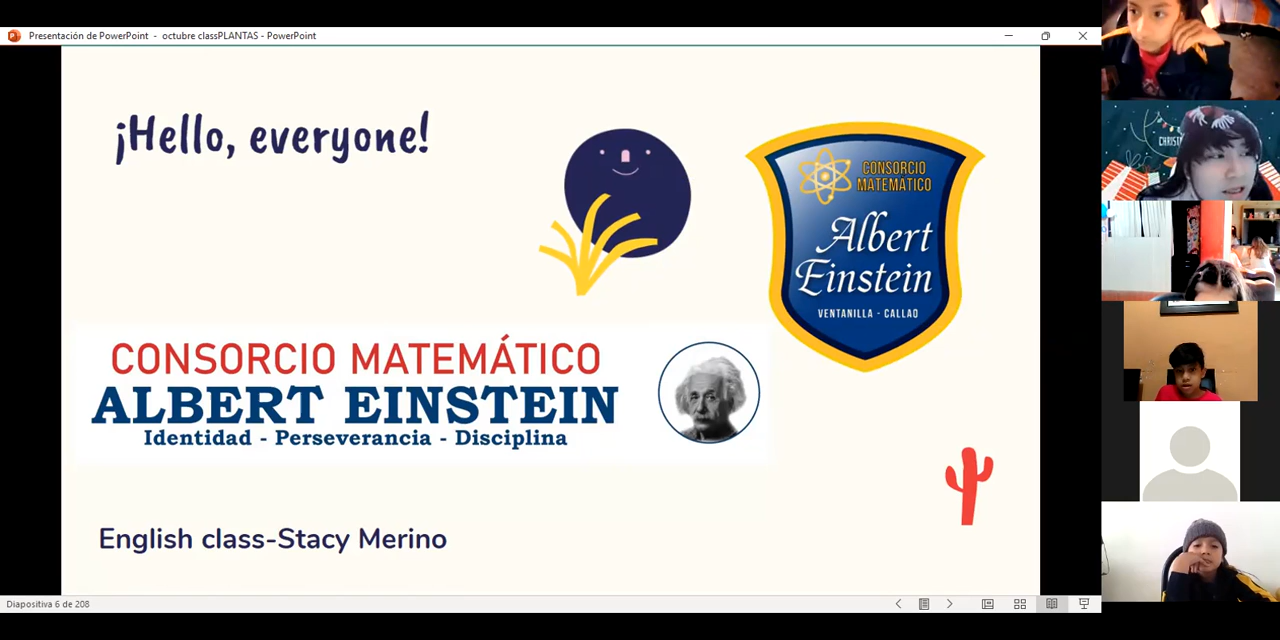 Presentación de PowerPoint - octubre classPLANTAS - PowerPoint
¡Hello, everyone!
CONSORCIO
MATEMÁTICO
Albert
Einstein
VENTANILLA - CALLAO
CONSORCIO MATEMÁTICO
ALBERT EINSTEIN
Identidad - Perseverancia - Disciplina
English class-Stacy Merino
Diapositiva 6 de 208